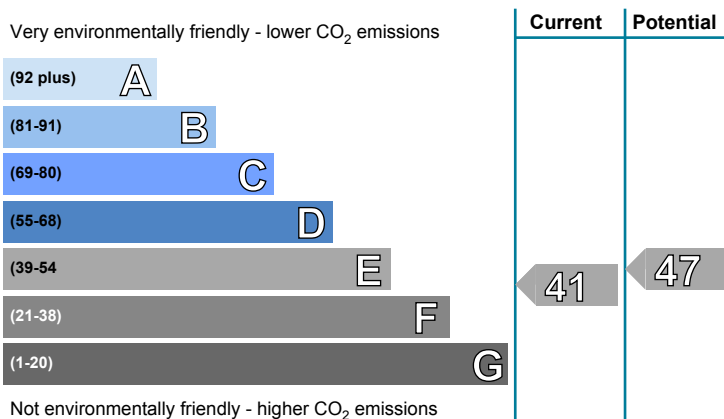 Current Potential
Very environmentally friendly - lower CO2 emissions
(92 plus) A
(81-91) B
(69-80) C
(55-68) D
(39-54 E
41 47
(21-38) F
(1-20) G
Not environmentally friendly - higher CO2 emissions